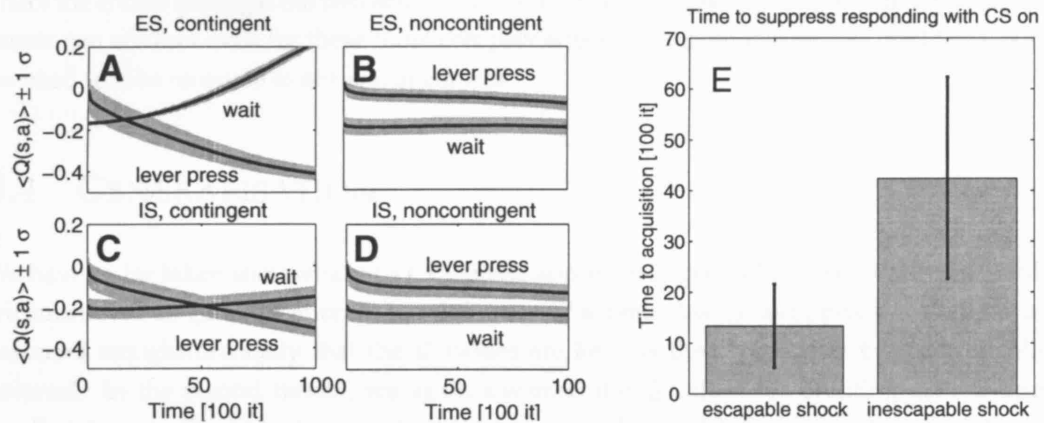 ES, contingent
ES, noncontingent
Time to suppress responding with CS on
0.2
0
−0.2
−0.4
<Q(s,a)> ± 1 σ
A
wait
lever press
B
lever press
wait
IS, contingent
IS, noncontingent
0.2
0
−0.2
−0.4
<Q(s,a)> ± 1 σ
C
wait
lever press
D
lever press
wait
0
50
100
Time [100 it]
0
50
100
Time [100 it]
E
70
60
50
40
30
20
10
0
Time to acquisition [100 it]
escapable shock
inescapable shock